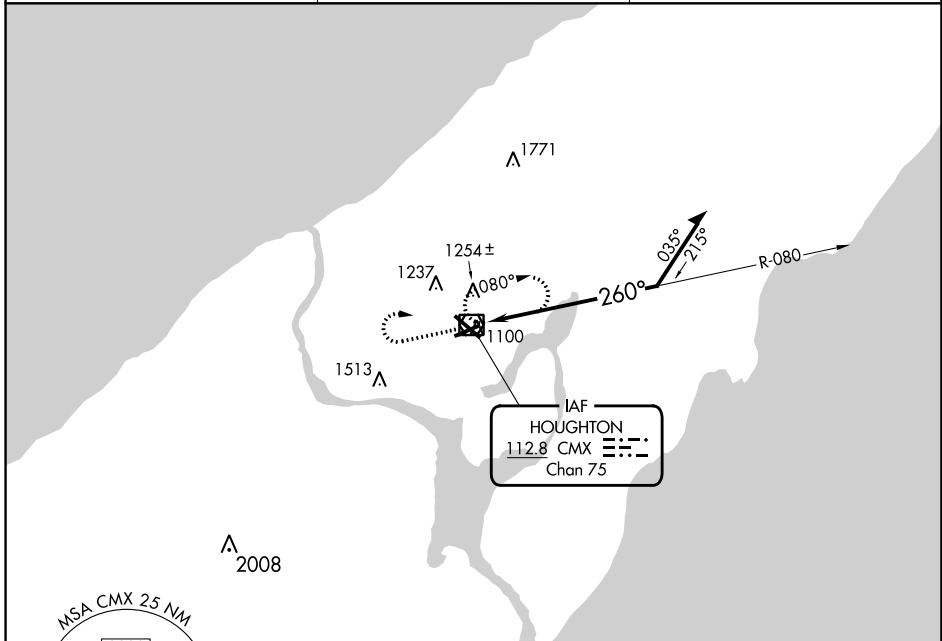 1771
1254±
1237
080°
035°
215°
R-080
260°
1100
1513
IAF
HOUGHTON
112.8 CMX
Chan 75
2008
MSA CMX 25 NM